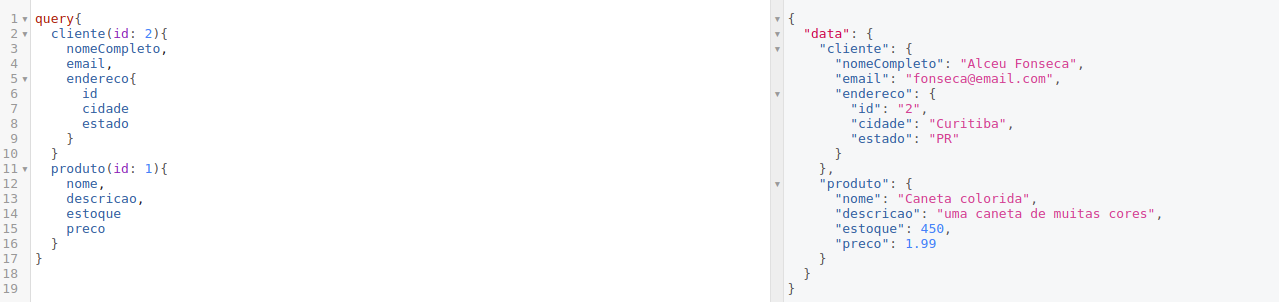 1 query{
2   cliente(id: 2){
3     nomeCompleto,
4     email,
5     endereco{
6       id
7       cidade
8       estado
9     }
10   }
11   produto(id: 1){
12     nome,
13     descricao,
14     estoque
15     preco
16   }
17 }
18
19
{
  "data": {
    "cliente": {
      "nomeCompleto": "Alceu Fonseca",
      "email": "fonseca@email.com",
      "endereco": {
        "id": "2",
        "cidade": "Curitiba",
        "estado": "PR"
      }
    },
    "produto": {
      "nome": "Caneta colorida",
      "descricao": "uma caneta de muitas cores",
      "estoque": 450,
      "preco": 1.99
    }
  }
}